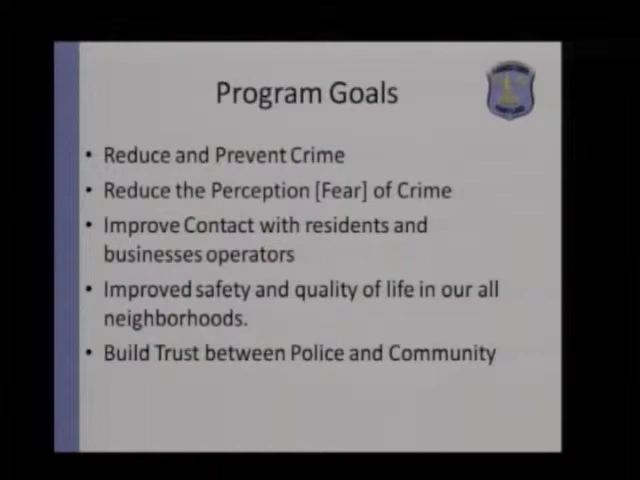 Program Goals
• Reduce and Prevent Crime
• Reduce the Perception [Fear] of Crime
• Improve Contact with residents and
businesses operators
• Improved safety and quality of life in our all
neighborhoods.
• Build Trust between Police and Community